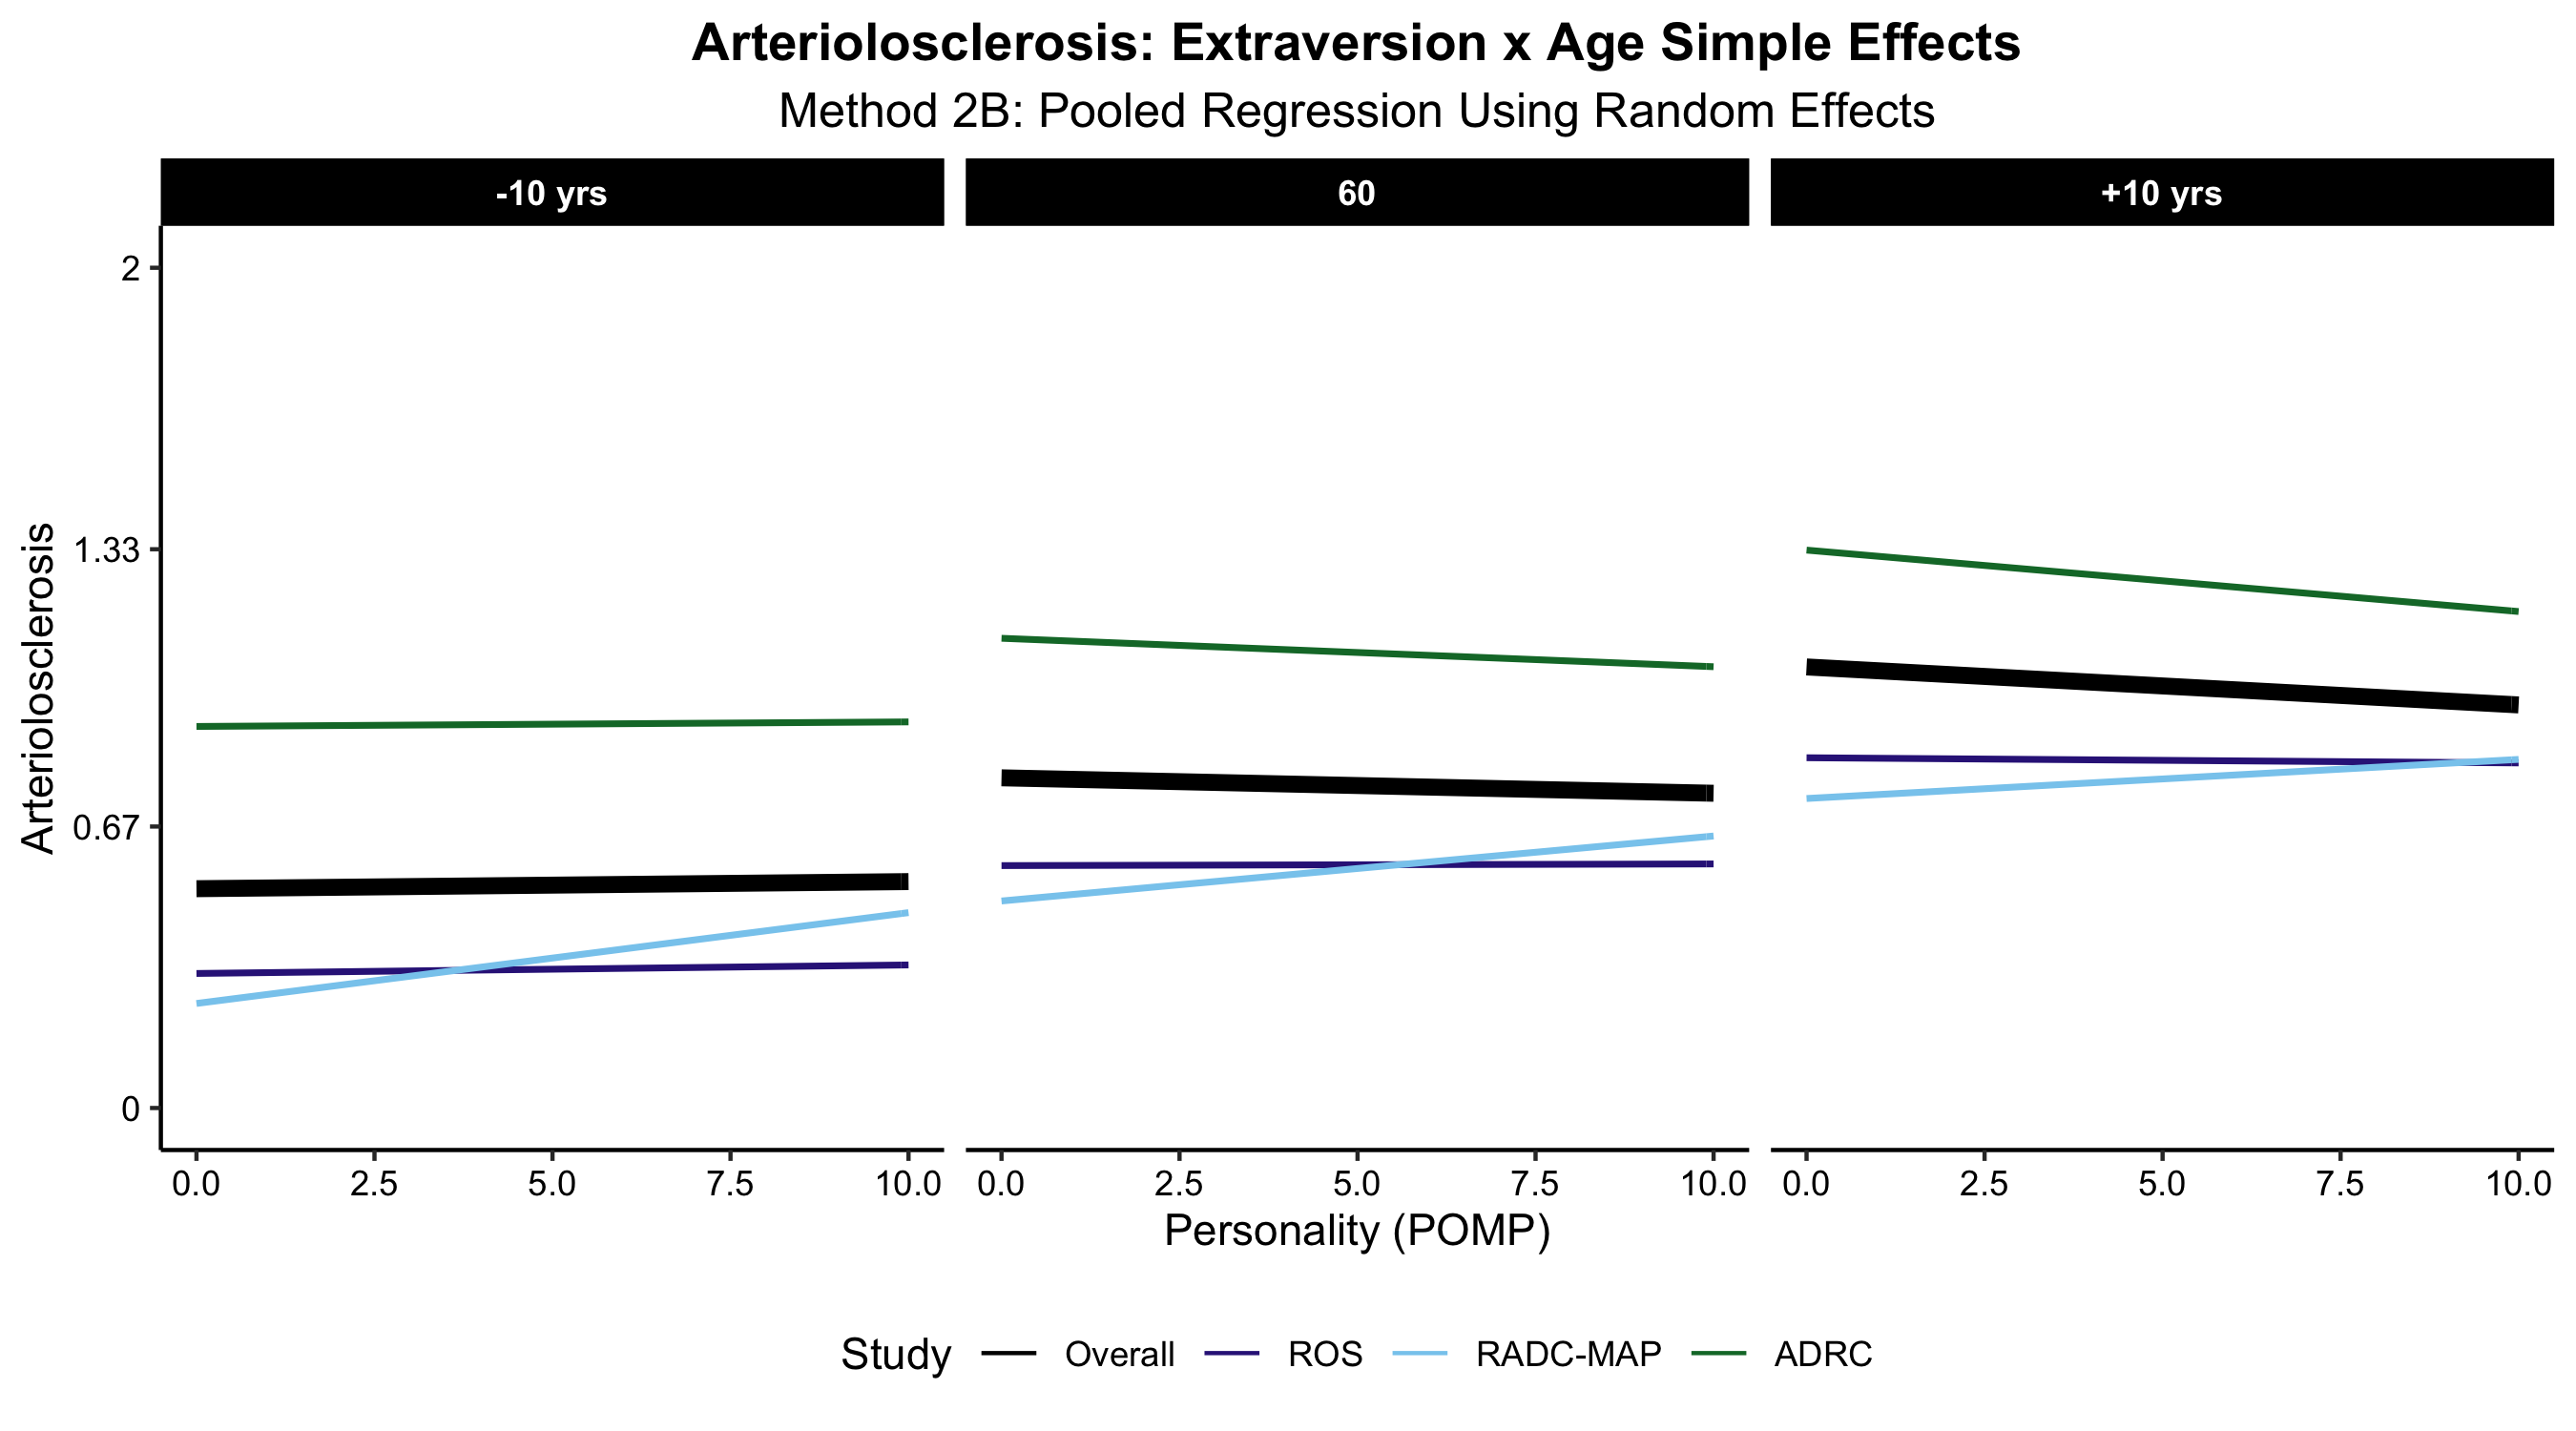 Arteriolosclerosis: Extraversion x Age Simple Effects
Method 2B: Pooled Regression Using Random Effects
-10 yrs 60 +10 yrs
Arteriolosclerosis
2
1.33
0.67
0
0.0 2.5 5.0 7.5 10.0 0.0 2.5 5.0 7.5 10.0 0.0 2.5 5.0 7.5 10.0
Personality (POMP)
Study Overall ROS RADC-MAP ADRC